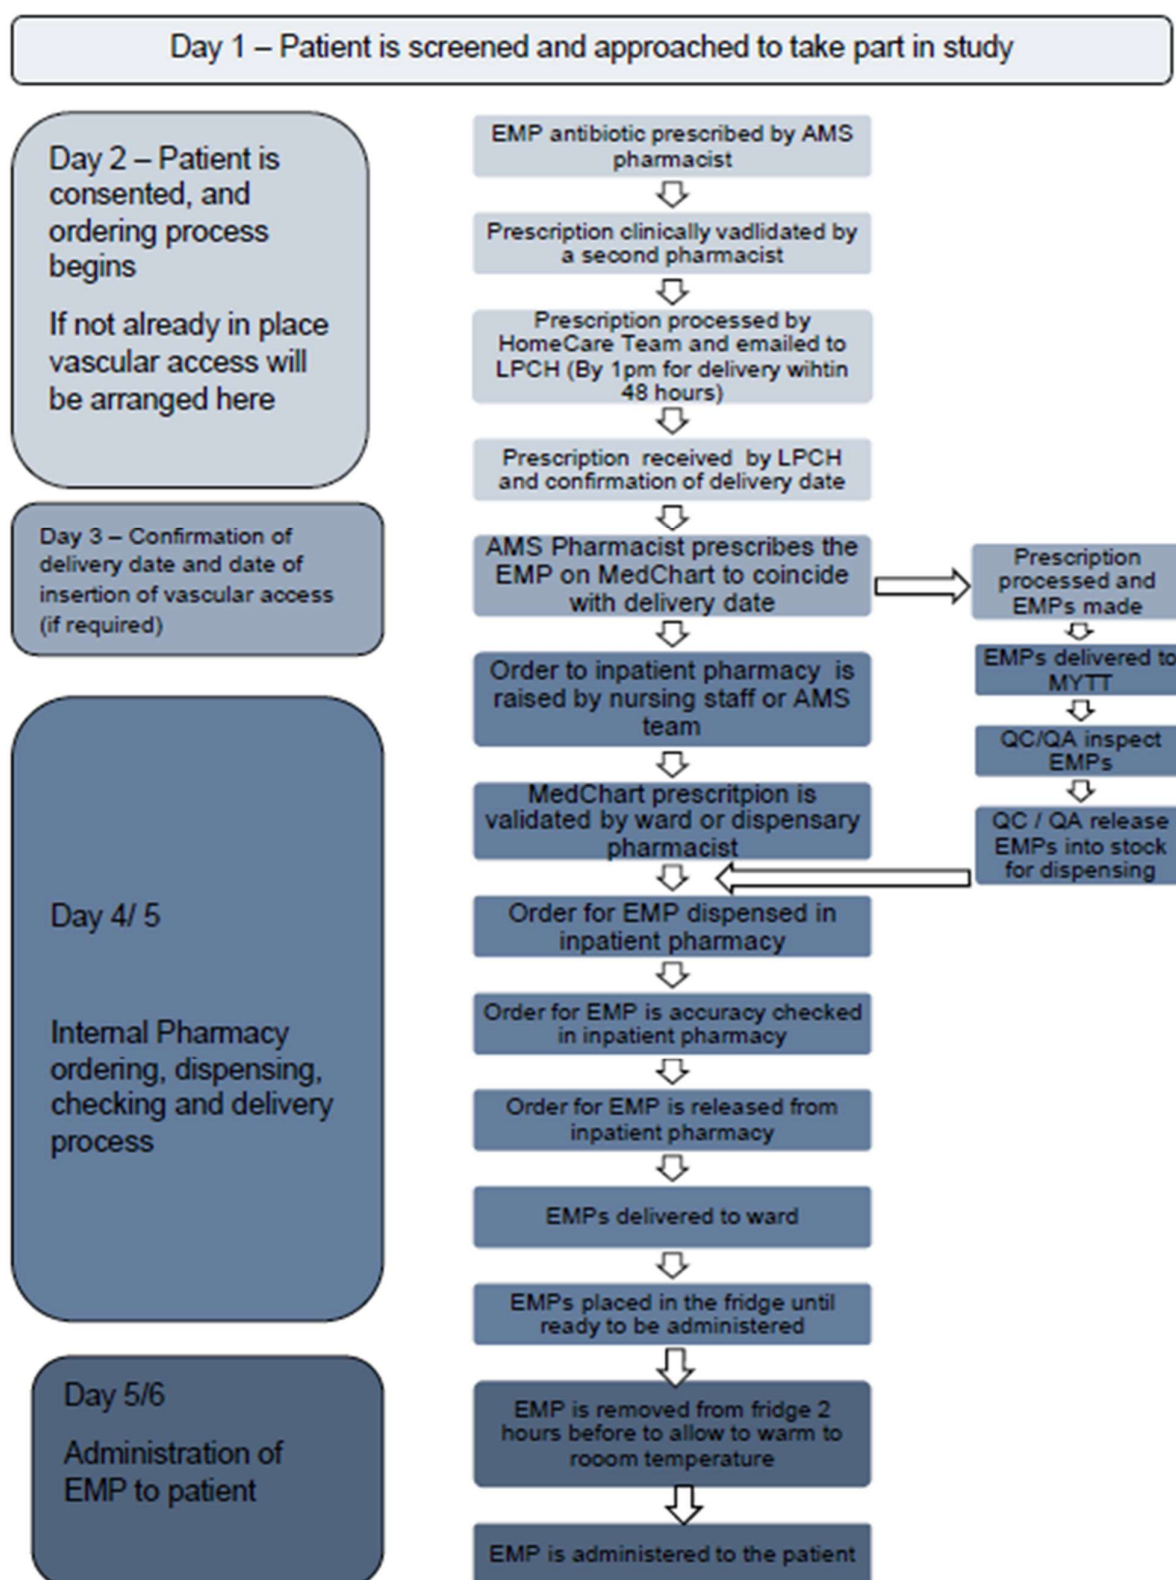 Day 1 – Patient is screened and approached to take part in study
Day 2 – Patient is
consented, and
ordering process
begins
If not already in place
vascular access will
be arranged here
EMP antibiotic prescribed by AMS
pharmacist
Prescription clinically vadlidated by
a second pharmacist
Prescription processed by
HomeCare Team and emailed to
LPCH (By 1pm for delivery wihtin
48 hours)
Prescription received by LPCH
and confirmation of delivery date
Day 3 – Confirmation of
delivery date and date of
insertion of vascular access
(if required)
AMS Pharmacist prescribes the
EMP on MedChart to coincide
with delivery date
Prescription
processed and
EMPs made
EMPs delivered to
MYTT
QC/QA inspect
EMPs
QC / QA release
EMPs into stock
for dispensing
Day 4/ 5
Internal Pharmacy
ordering, dispensing,
checking and delivery
process
Order to inpatient pharmacy is
raised by nursing staff or AMS
team
MedChart prescritpion is
validated by ward or dispensary
pharmacist
Order for EMP dispensed in
inpatient pharmacy
Order for EMP is accuracy checked
in inpatient pharmacy
Order for EMP is released from
inpatient pharmacy
EMPs delivered to ward
EMPs placed in the fridge until
ready to be administered
Day 5/6
Administration of
EMP to patient
EMP is removed from fridge 2
hours before to allow to warm to
rooom temperature
EMP is administered to the patient